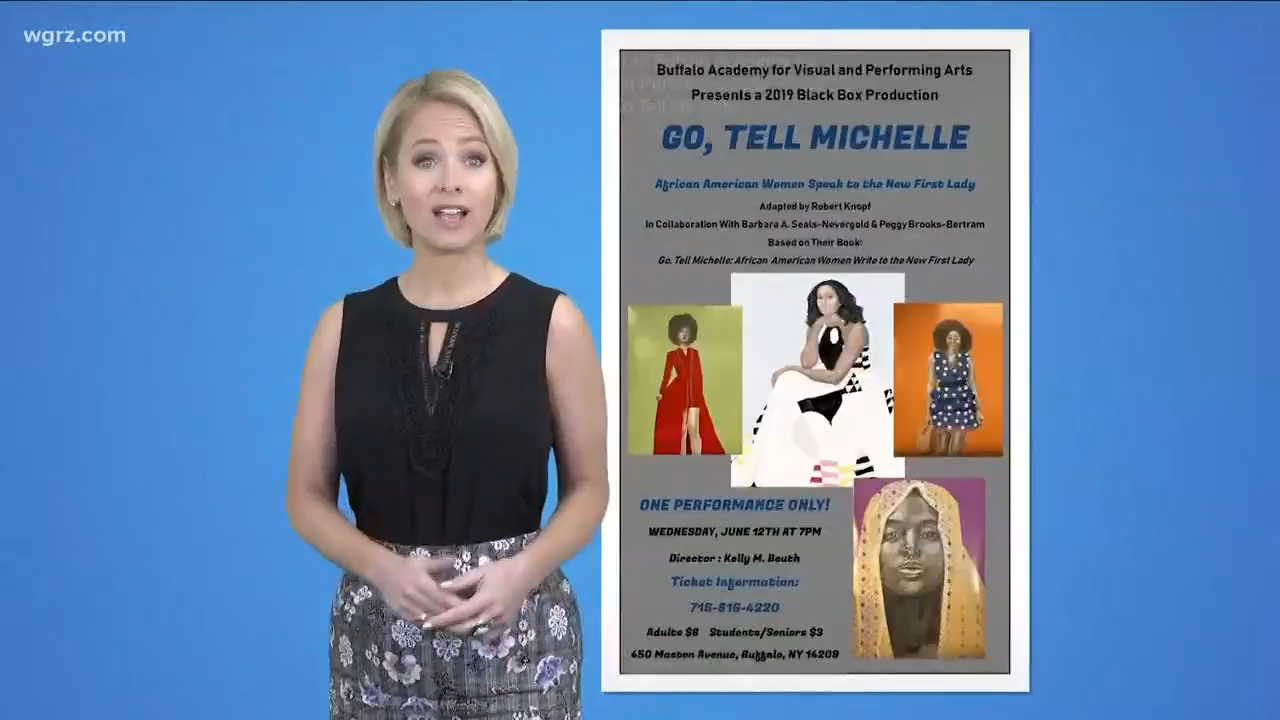 wgrz.com
Buffalo Academy for Visual and Performing Arts
Presents a 2019 Black Box Production
GO, TELL MICHELLE
African American Women Speak to the New First Lady
Adapted by Robert Knopf
In Collaboration With Barbara A. Seals-Nevergold & Peggy Brooks-Bertram
Based on Their Book:
Go, Tell Michelle: African American Women Write to the New First Lady
ONE PERFORMANCE ONLY!
WEDNESDAY, JUNE 12TH AT 7PM
Director : Kelly M. Beuth
Ticket Information:
716-816-4220
Adults $6 Students/Seniors $3
450 Masten Avenue, Buffalo, NY 14209